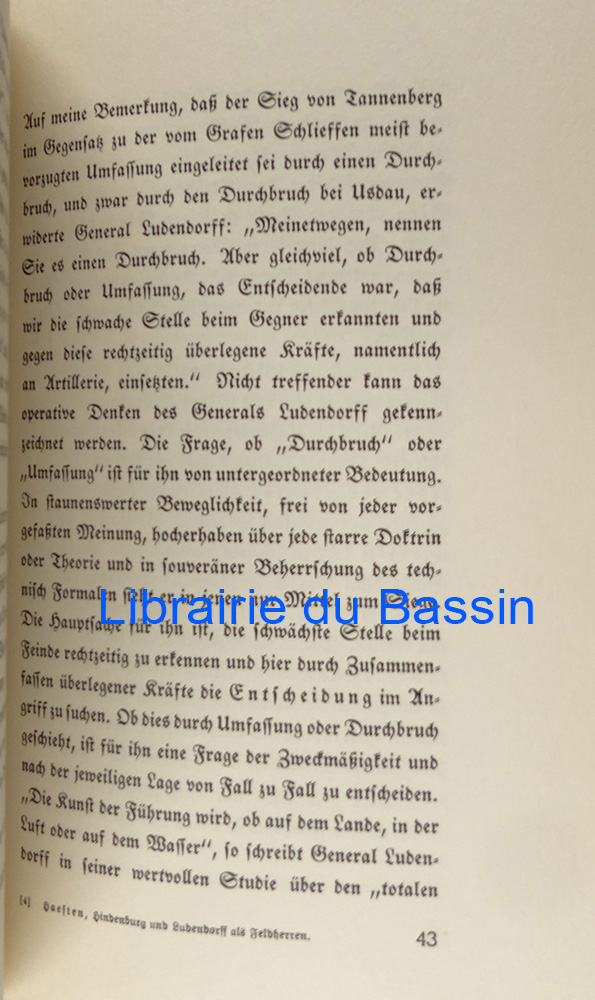 Auf meine Bemerkung, daß der Sieg von Tannenberg
im Gegensatz zu der vom Grafen Schlieffen meist be-
vorzugten Umfassung eingeleitet sei durch einen Durch-
bruch, und zwar durch den Durchbruch bei Usdau, er-
widerte General Ludendorff: „Meinetwegen, nennen
Sie es einen Durchbruch. Aber gleichviel, ob Durch-
bruch oder Umfassung, das Entscheidende war, daß
wir die schwache Stelle beim Gegner erkannten und
gegen diese rechtzeitig überlegene Kräfte, namentlich
an Artillerie, einsetzten.“ Nicht treffender kann das
operative Denken des Generals Ludendorff gekenn-
zeichnet werden. Die Frage, ob „Durchbruch“ oder
„Umfassung“ ist für ihn von untergeordneter Bedeutung.
In staunenswerter Beweglichkeit, frei von jeder vor-
gefaßten Meinung, hocherhaben über jede starre Doktrin
oder Theorie und in souveräner Beherrschung des tech-
nisch Formalen stellt er in jenen nur Mittel zum Siege.
Librairie du Bassin
Die Hauptsache für ihn ist, die schwächste Stelle beim
Feinde rechtzeitig zu erkennen und hier durch Zusammen-
fassen überlegener Kräfte die Entscheidung im An-
griff zu suchen. Ob dies durch Umfassung oder Durchbruch
geschieht, ist für ihn eine Frage der Zweckmäßigkeit und
nach der jeweiligen Lage von Fall zu Fall zu entscheiden.
„Die Kunst der Führung wird, ob auf dem Lande, in der
Luft oder auf dem Wasser“, so schreibt General Luden-
dorff in seiner wertvollen Studie über den „totalen
[4] Haeften, Hindenburg und Ludendorff als Feldherren.
43